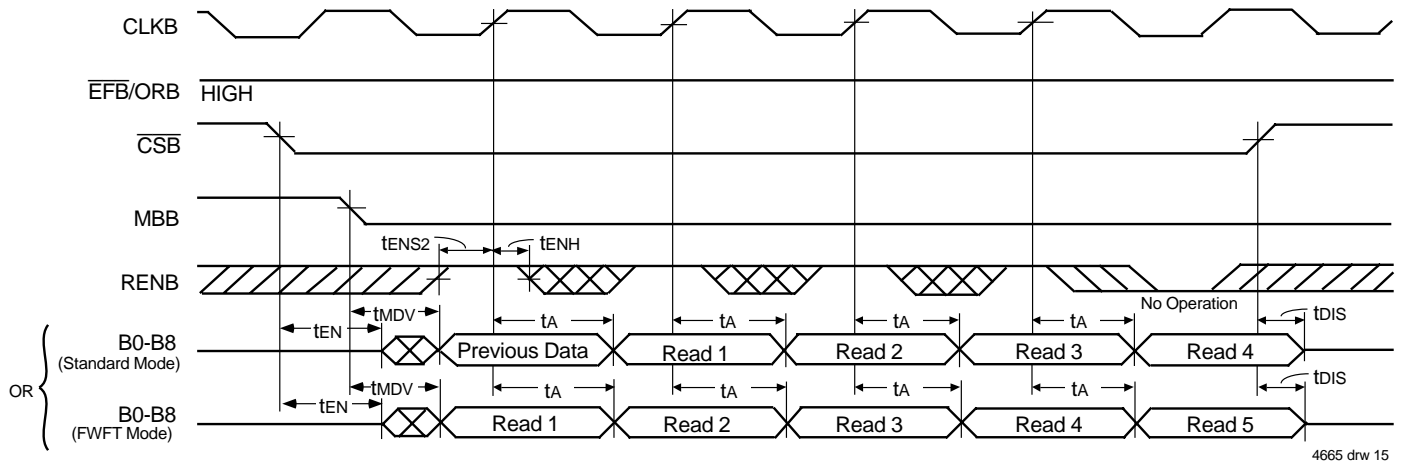 CLKB
EFB/ORB HIGH
CSB
MBB
tENS2 tENH
RENB
No Operation
tEN tMDV tA tA tA tA tDIS
B0-B8
(Standard Mode)
Previous Data Read 1 Read 2 Read 3 Read 4
OR
tEN tMDV tA tA tA tA tDIS
B0-B8
(FWFT Mode)
Read 1 Read 2 Read 3 Read 4 Read 5
4665 drw 15